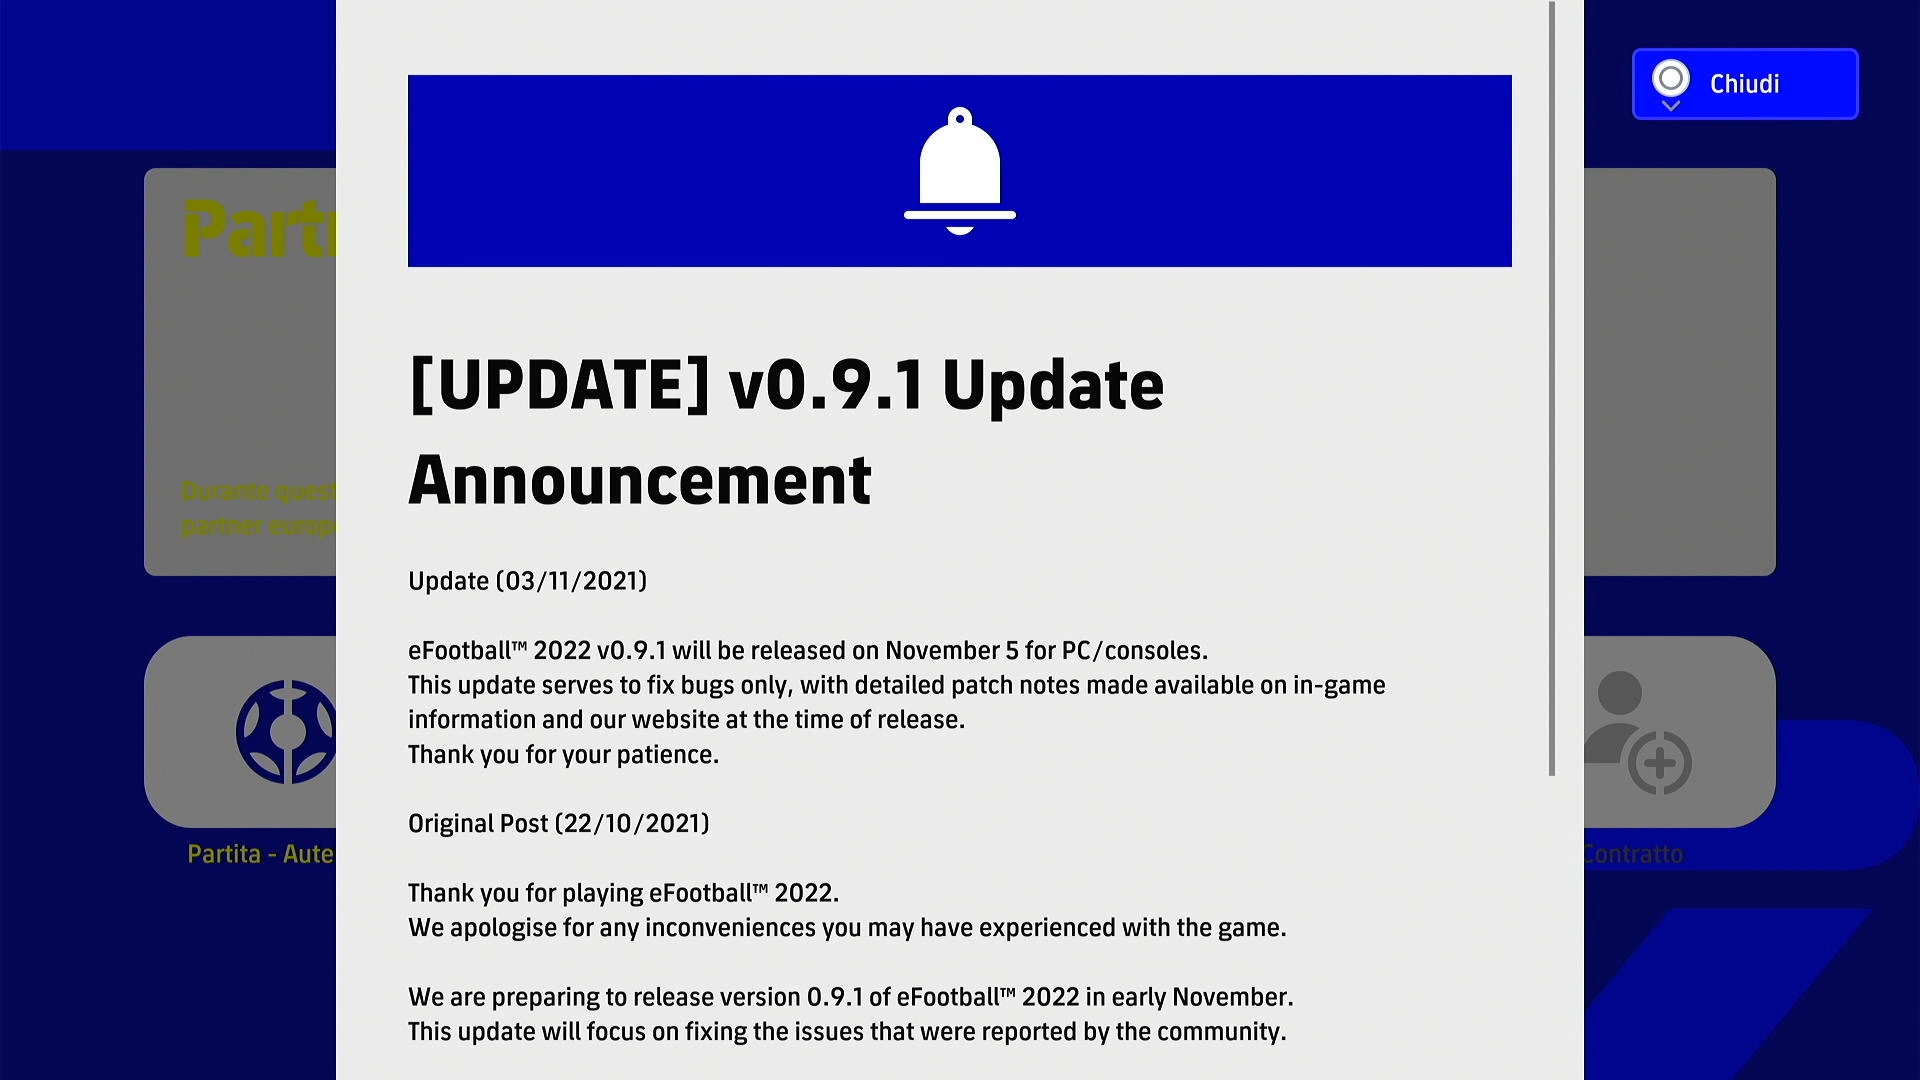 Chiudi
Parti
Durante quest
partner europ
[UPDATE] v0.9.1 Update
Announcement
Update (03/11/2021)
eFootball™ 2022 v0.9.1 will be released on November 5 for PC/consoles.
This update serves to fix bugs only, with detailed patch notes made available on in-game
information and our website at the time of release.
Thank you for your patience.
Original Post (22/10/2021)
Thank you for playing eFootball™ 2022.
We apologise for any inconveniences you may have experienced with the game.
We are preparing to release version 0.9.1 of eFootball™ 2022 in early November.
This update will focus on fixing the issues that were reported by the community.
Partita - Aute
Contratto